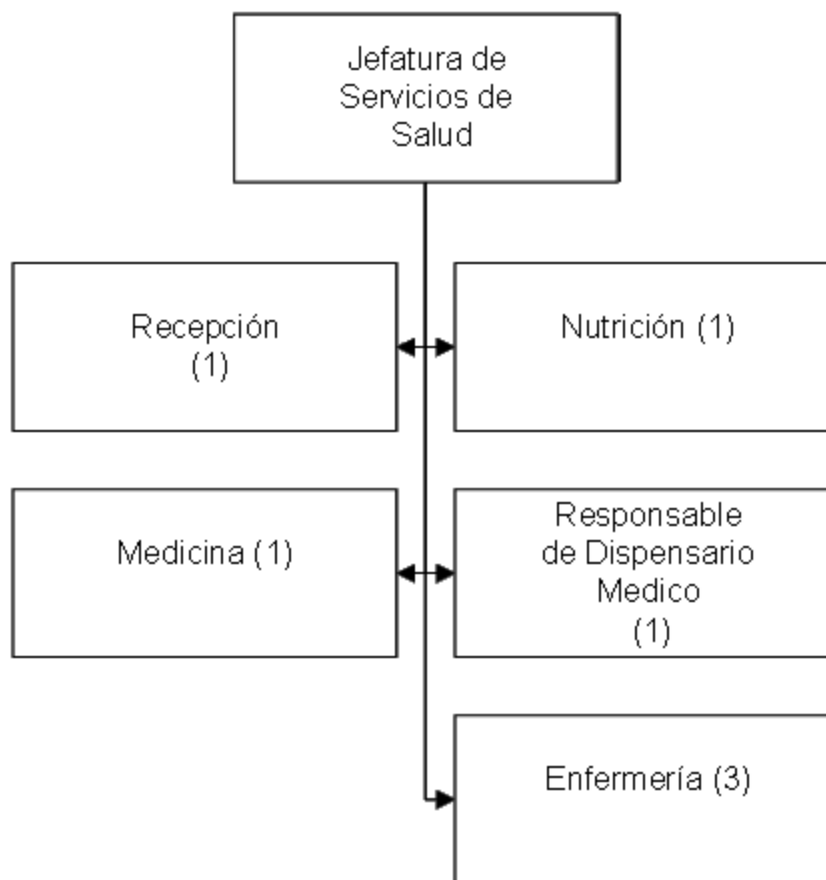 Jefatura de
Servicios de
Salud
Recepción
(1)
Nutrición (1)
Medicina (1)
Responsable
de Dispensario
Medico
(1)
Enfermería (3)